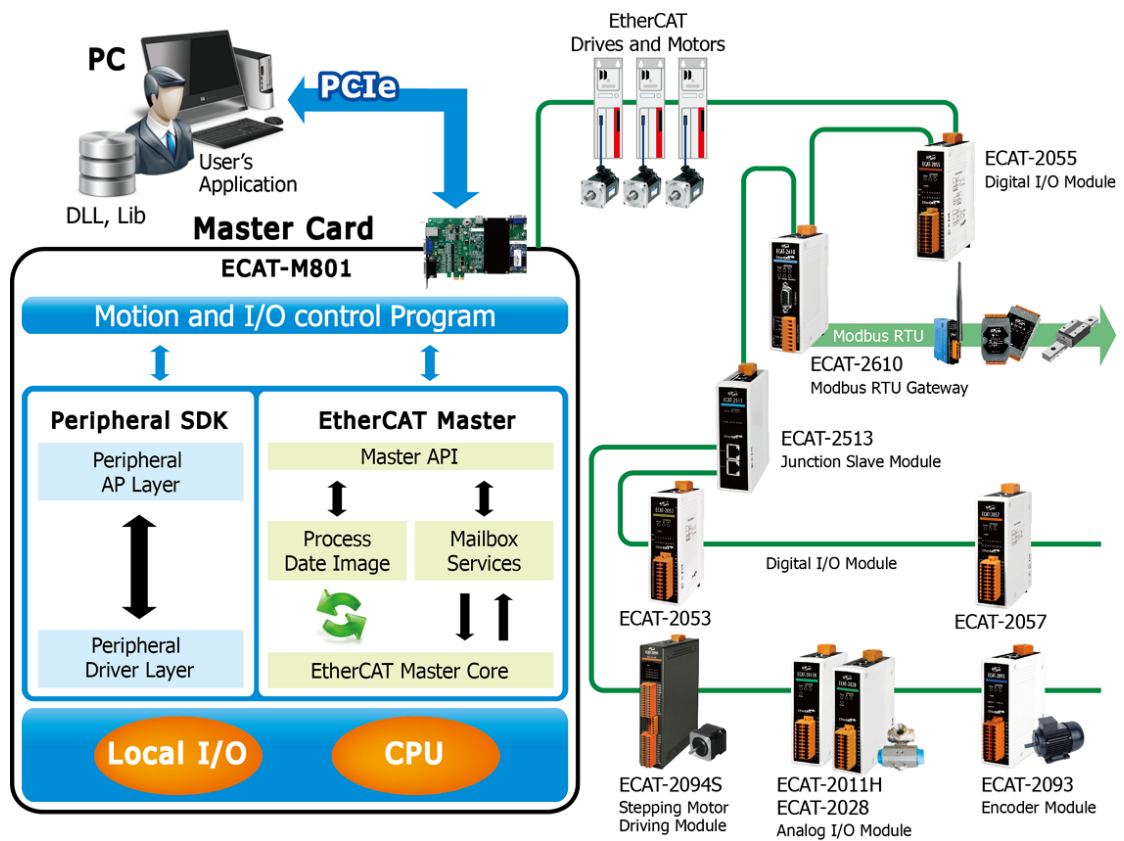 PC
PCIe
User's
Application
DLL, Lib
Master Card
ECAT-M801
Motion and I/O control Program
Peripheral SDK
Peripheral
AP Layer
Peripheral
Driver Layer
EtherCAT Master
Master API
Process
Date Image
Mailbox
Services
EtherCAT Master Core
Local I/O
CPU
EtherCAT
Drives and Motors
ECAT-2055
Digital I/O Module
Modbus RTU
ECAT-2610
Modbus RTU Gateway
ECAT-2513
Junction Slave Module
Digital I/O Module
ECAT-2053
ECAT-2057
ECAT-2094S
Stepping Motor
Driving Module
ECAT-2011H
ECAT-2028
Analog I/O Module
ECAT-2093
Encoder Module